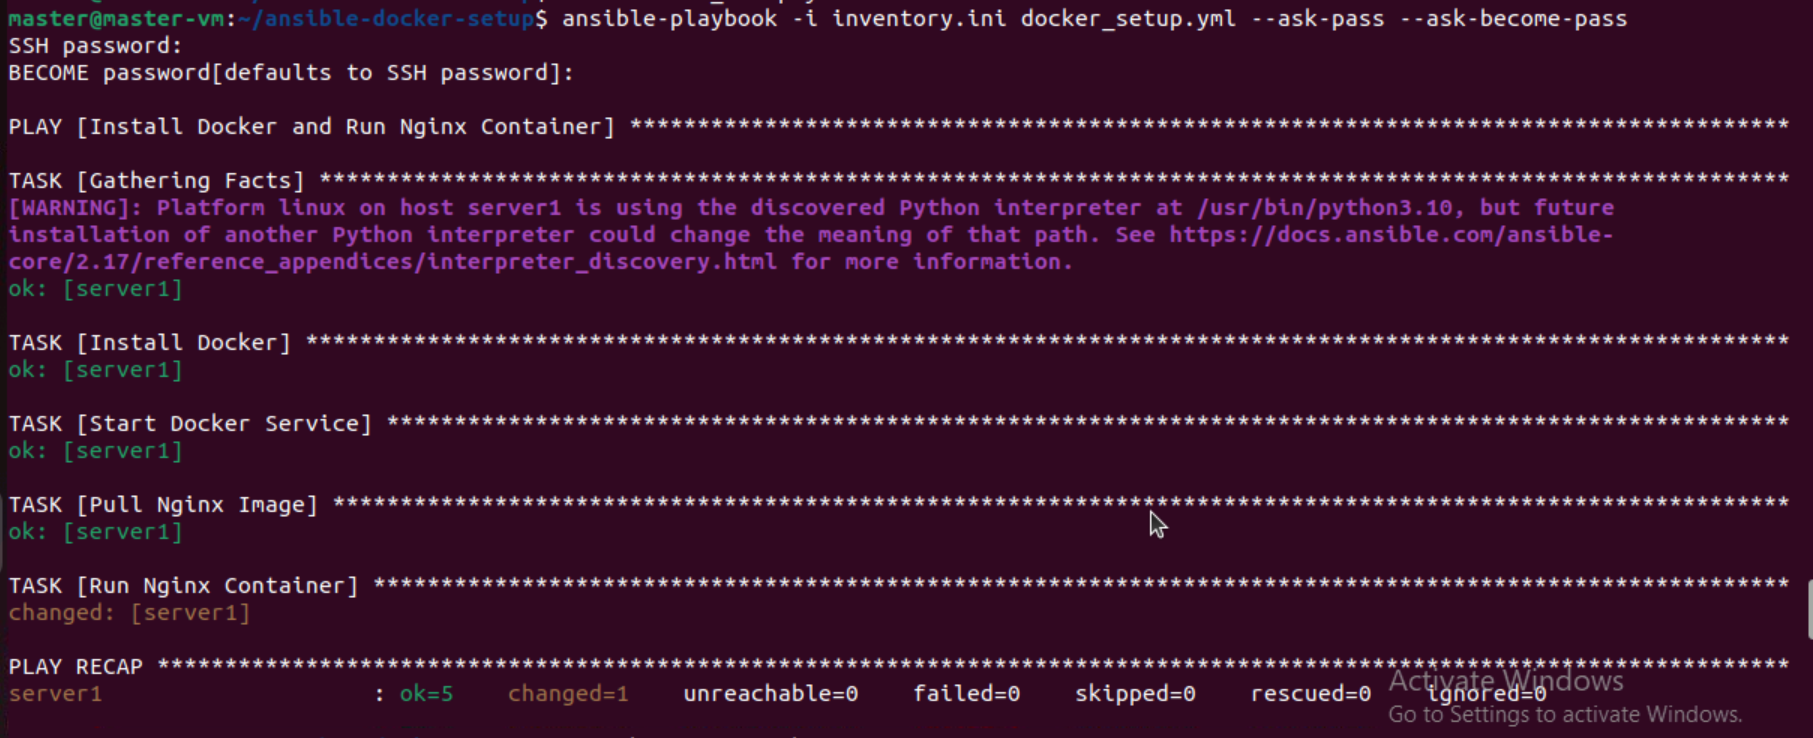 master@master-vm:~/ansible-docker-setup$ ansible-playbook -i inventory.ini docker_setup.yml --ask-pass --ask-become-pass
SSH password:
BECOME password[defaults to SSH password]:
PLAY [Install Docker and Run Nginx Container] **************************************************************************************
TASK [Gathering Facts] *************************************************************************************************************
[WARNING]: Platform linux on host server1 is using the discovered Python interpreter at /usr/bin/python3.10, but future
installation of another Python interpreter could change the meaning of that path. See https://docs.ansible.com/ansible-
core/2.17/reference_appendices/interpreter_discovery.html for more information.
ok: [server1]
TASK [Install Docker] **************************************************************************************************************
ok: [server1]
TASK [Start Docker Service] ********************************************************************************************************
ok: [server1]
TASK [Pull Nginx Image] ************************************************************************************************************
ok: [server1]
TASK [Run Nginx Container] *********************************************************************************************************
changed: [server1]
PLAY RECAP *************************************************************************************************************************
server1                    : ok=5    changed=1    unreachable=0    failed=0    skipped=0    rescued=0    ignored=0
Activate Windows
Go to Settings to activate Windows.